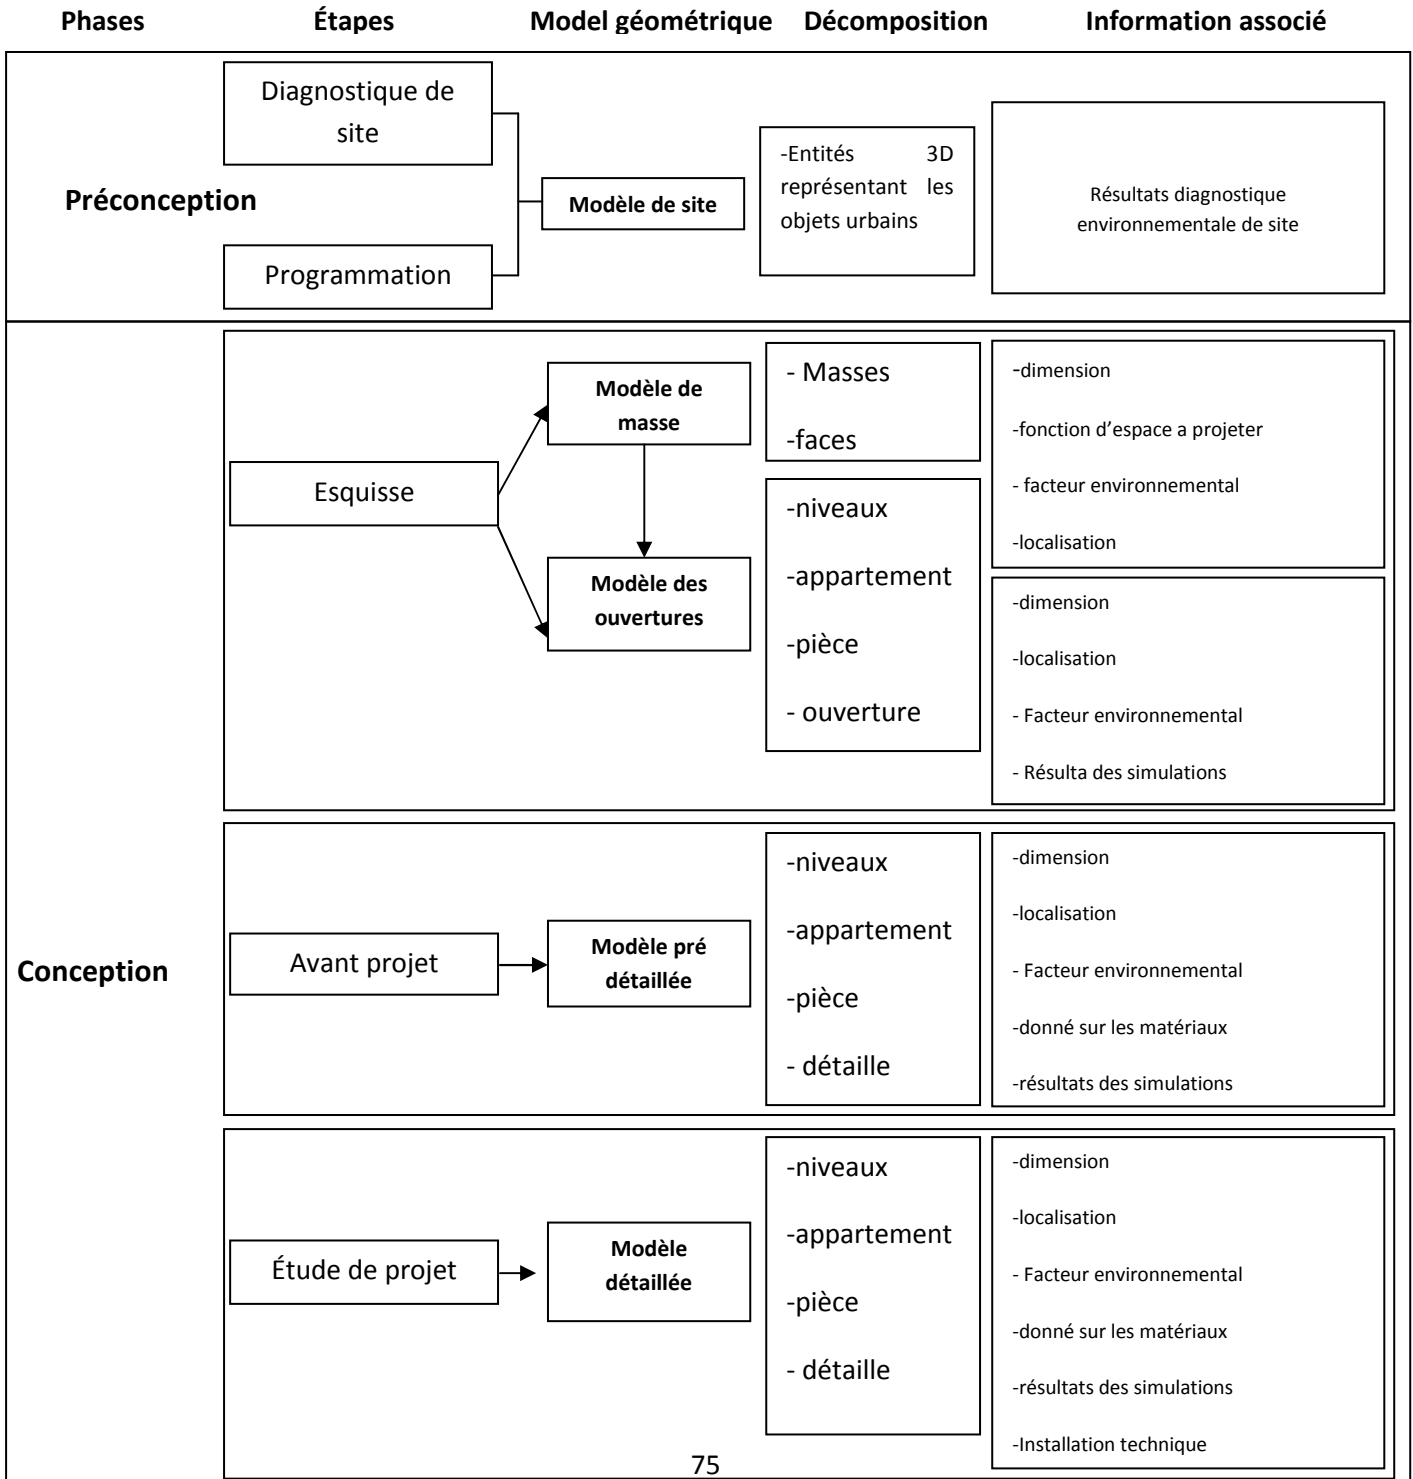 Phases Étapes Model géométrique Décomposition Information associé
Préconception
Diagnostique de
site
Programmation
Modèle de site
-Entités 3D
représentant les
objets urbains
Résultats diagnostique
environnementale de site
Conception
Esquisse
Modèle de
masse
Modèle des
ouvertures
- Masses
-faces
-niveaux
-appartement
-pièce
- ouverture
-dimension
-fonction d’espace a projeter
- facteur environnemental
-localisation
-dimension
-localisation
- Facteur environnemental
- Résulta des simulations
Avant projet
Modèle pré
détaillée
-niveaux
-appartement
-pièce
- détaille
-dimension
-localisation
- Facteur environnemental
-donné sur les matériaux
-résultats des simulations
Étude de projet
Modèle
détaillée
-niveaux
-appartement
-pièce
- détaille
-dimension
-localisation
- Facteur environnemental
-donné sur les matériaux
-résultats des simulations
-Installation technique
75